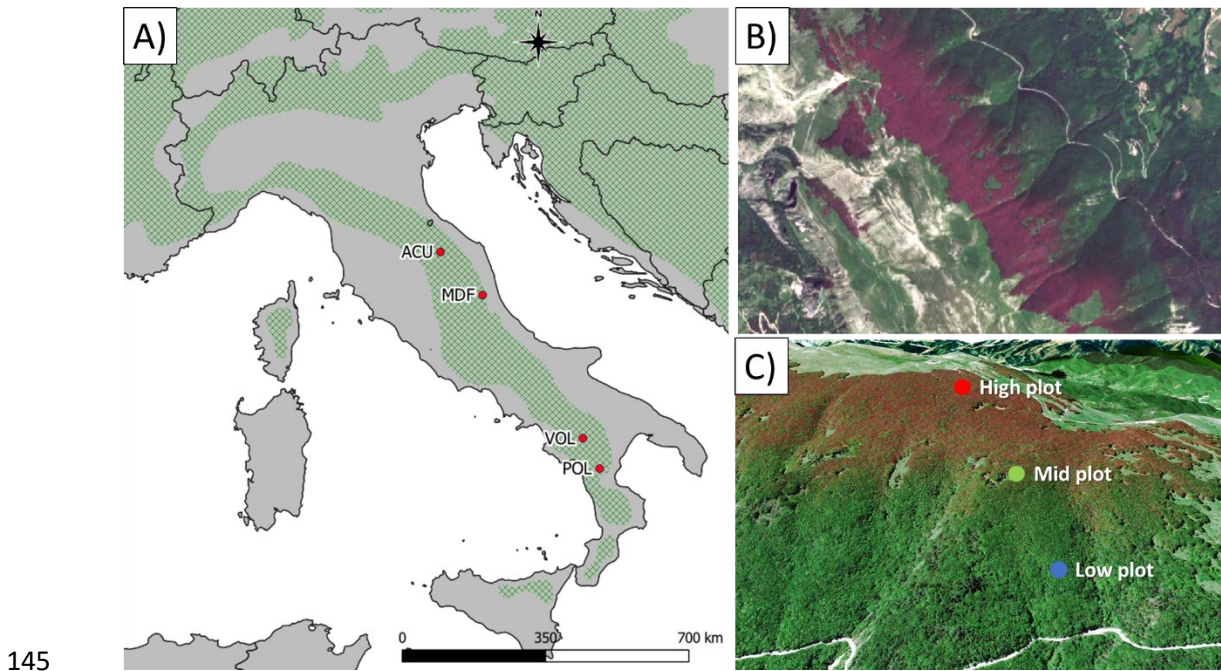 A)
N
ACU
MDF
VOL
POL
0
350
700 km
B)
C)
High plot
Mid plot
Low plot
145